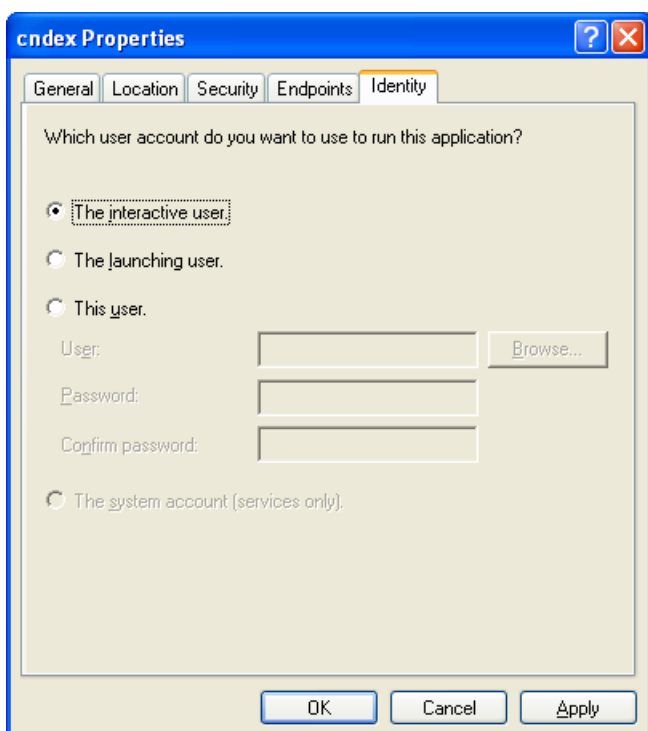 cndex Properties
General Location Security Endpoints Identity
Which user account do you want to use to run this application?
The interactive user.
The launching user.
This user.
User: Browse...
Password:
Confirm password:
The system account (services only).
OK Cancel Apply